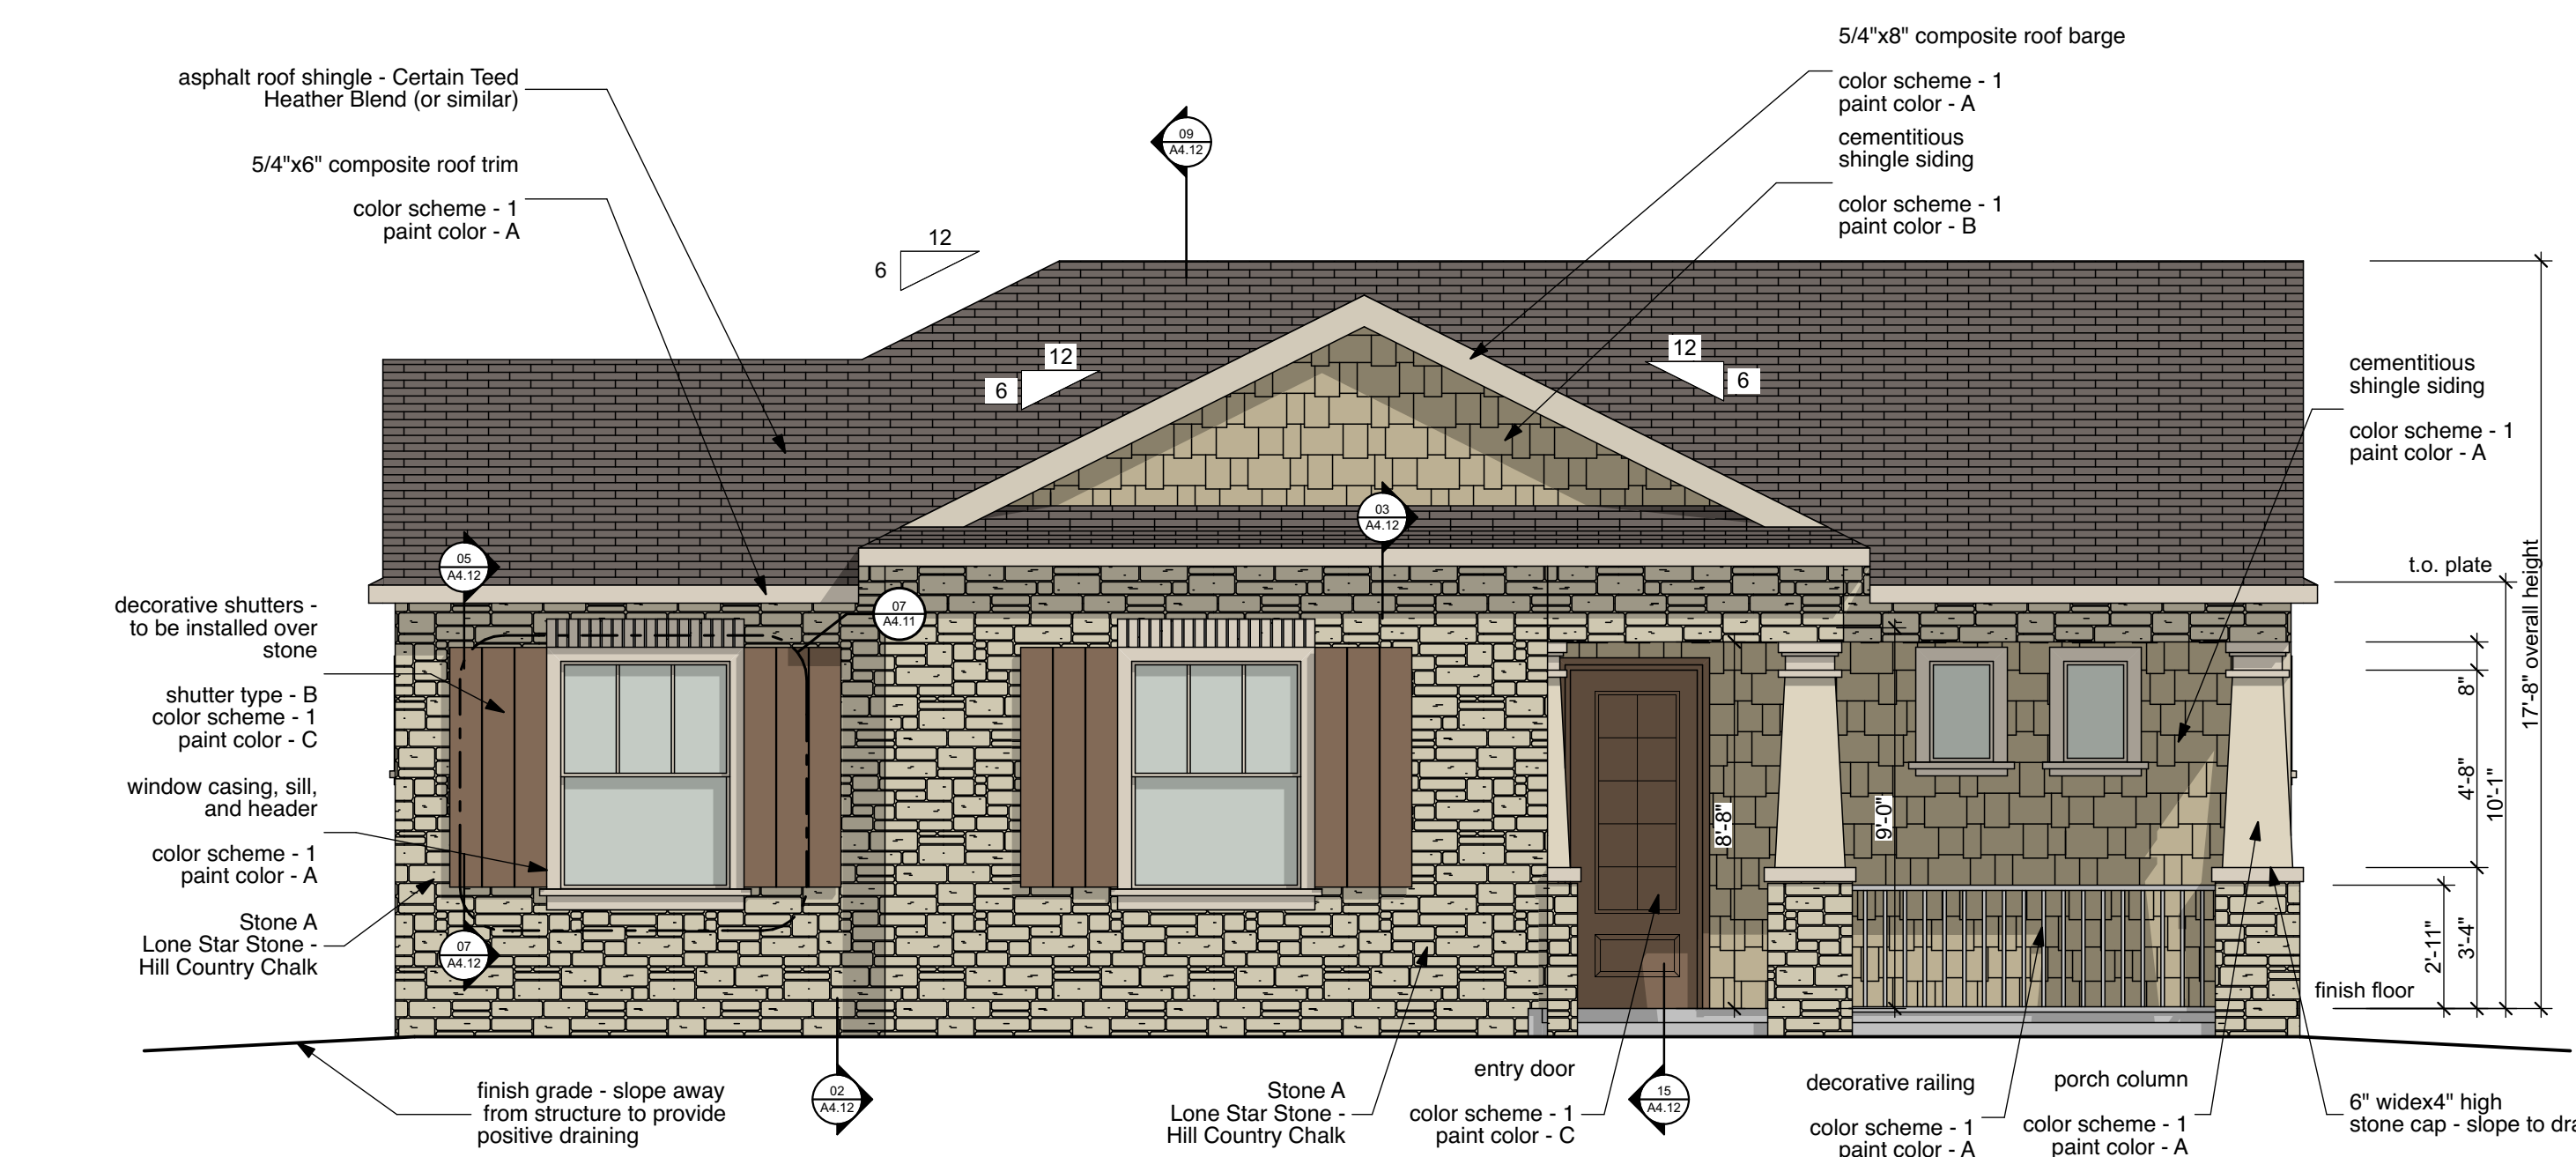 5/4"x8" composite roof barge
color scheme - 1
paint color - A
asphalt roof shingle - Certain Teed
Heather Blend (or similar)
09
A4.12
cementitious
shingle siding
color scheme - 1
paint color - B
5/4"x6" composite roof trim
color scheme - 1
paint color - A
12
6
12
6
12
6
cementitious
shingle siding
color scheme - 1
paint color - A
03
A4.12
05
A4.12
07
A4.11
t.o. plate
17'-8" overall height
decorative shutters -
to be installed over
stone
shutter type - B
color scheme - 1
paint color - C
window casing, sill,
and header
color scheme - 1
paint color - A
Stone A
Lone Star Stone -
Hill Country Chalk
07
A4.12
8'-8"
9'-0"
8"
4'-8"
10'-1"
2'-11"
3'-4"
finish floor
finish grade - slope away
from structure to provide
positive draining
02
A4.12
Stone A
Lone Star Stone -
Hill Country Chalk
entry door
color scheme - 1
paint color - C
15
A4.12
decorative railing
color scheme - 1
paint color - A
porch column
color scheme - 1
paint color - A
6" widex4" high
stone cap - slope to